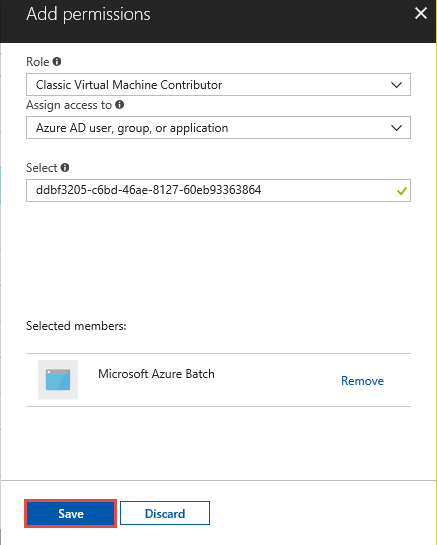 Add permissions
Role
Classic Virtual Machine Contributor
Assign access to
Azure AD user, group, or application
Select
ddbf3205-c6bd-46ae-8127-60eb93363864
Selected members:
Microsoft Azure Batch
Remove
Save
Discard